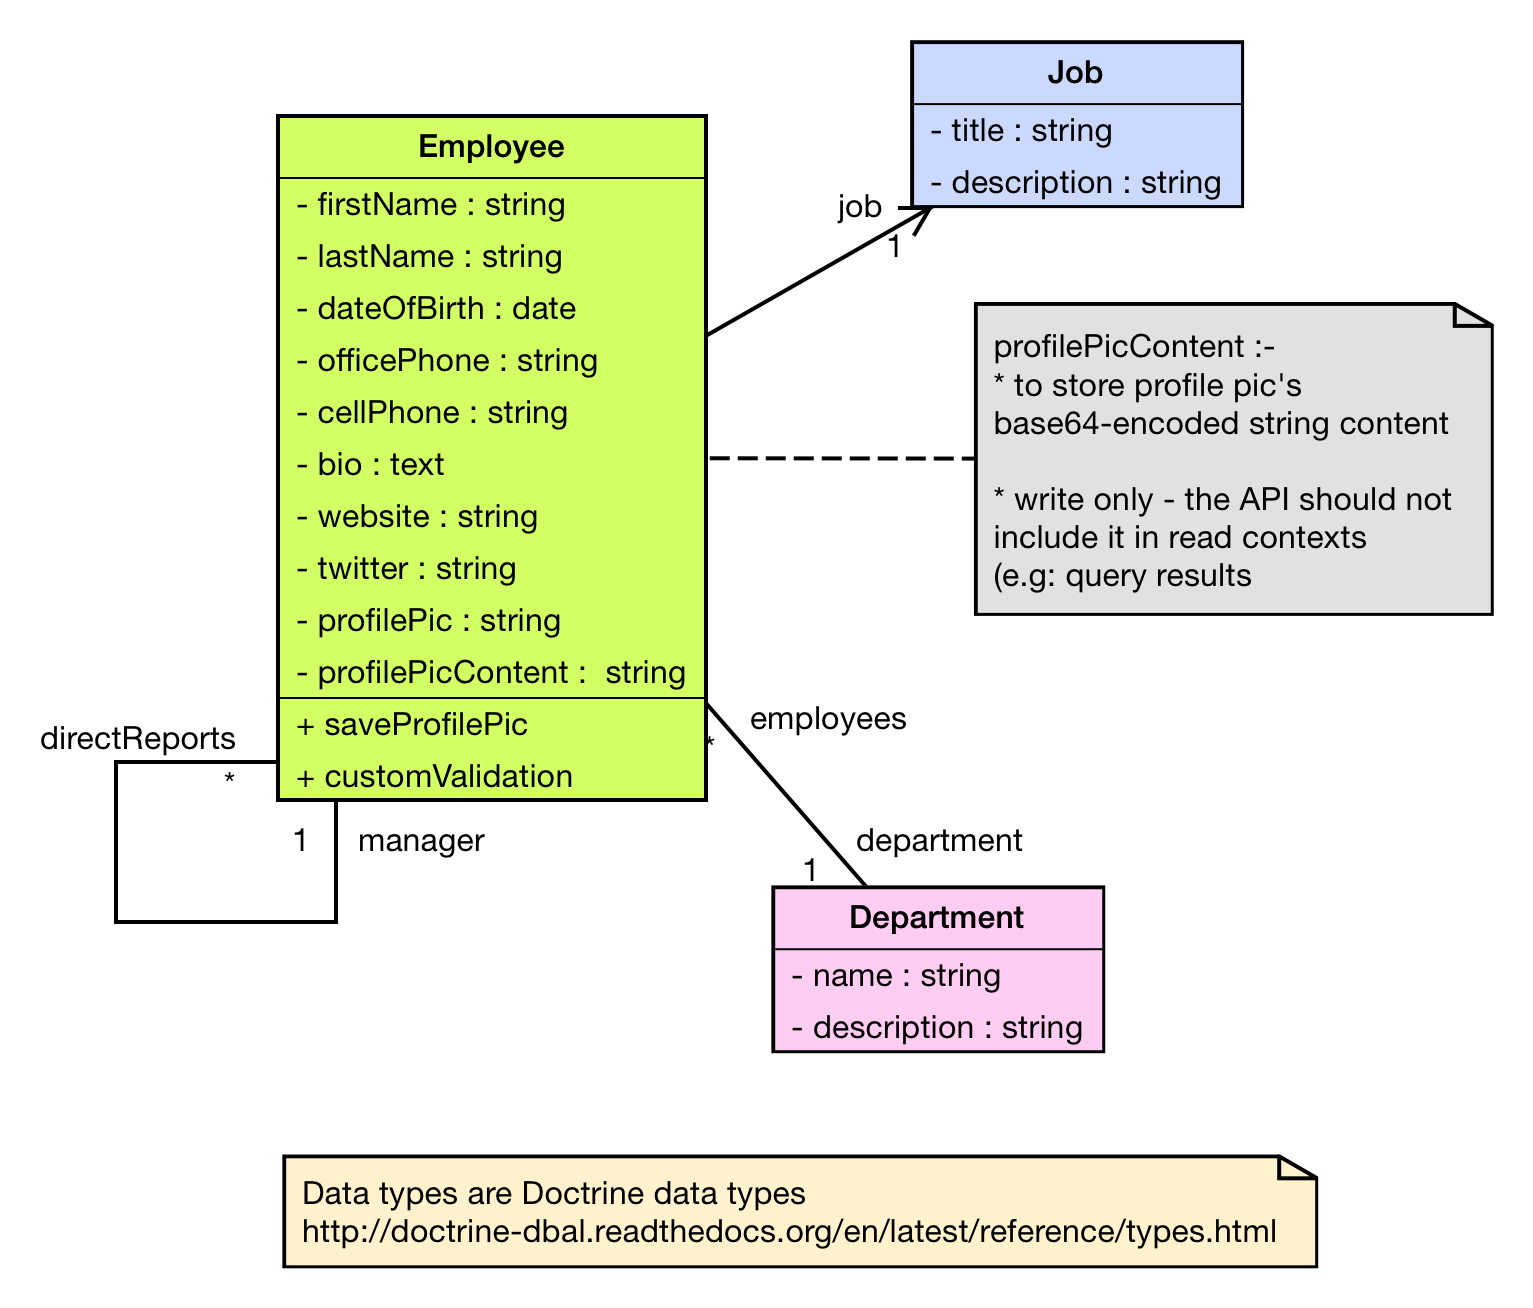 Job
- title : string
- description : string
Employee
- firstName : string
- lastName : string
- dateOfBirth : date
- officePhone : string
- cellPhone : string
- bio : text
- website : string
- twitter : string
- profilePic : string
- profilePicContent :  string
+ saveProfilePic
+ customValidation
job
1
profilePicContent :-
* to store profile pic's
base64-encoded string content
* write only - the API should not
include it in read contexts
(e.g: query results
directReports
*
1
manager
employees
*
department
1
Department
- name : string
- description : string
Data types are Doctrine data types
http://doctrine-dbal.readthedocs.org/en/latest/reference/types.html